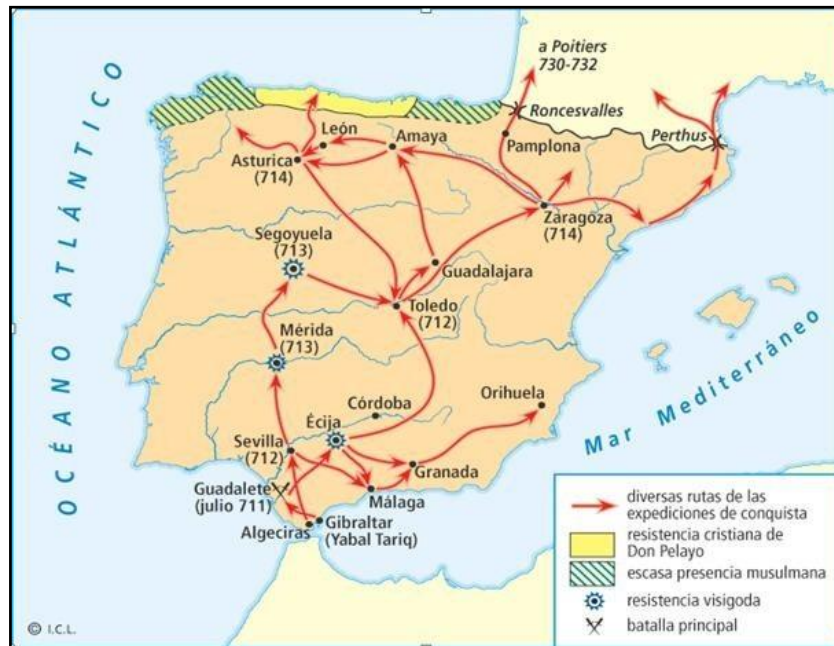 a Poitiers
730-732
Roncesvalles
Perthus
León
Amaya
Pamplona
Asturica
(714)
Zaragoza
(714)
Segoyuela
(713)
Guadalajara
Toledo
(712)
Mérida
(713)
Orihuela
Córdoba
Écija
Sevilla
(712)
Granada
Guadalete
(julio 711)
Málaga
Algeciras
Gibraltar
(Yabal Tariq)
OCÉANO ATLÁNTICO
Mar Mediterráneo
diversas rutas de las
expediciones de conquista
resistencia cristiana de
Don Pelayo
escasa presencia musulmana
resistencia visigoda
batalla principal
© I.C.L.